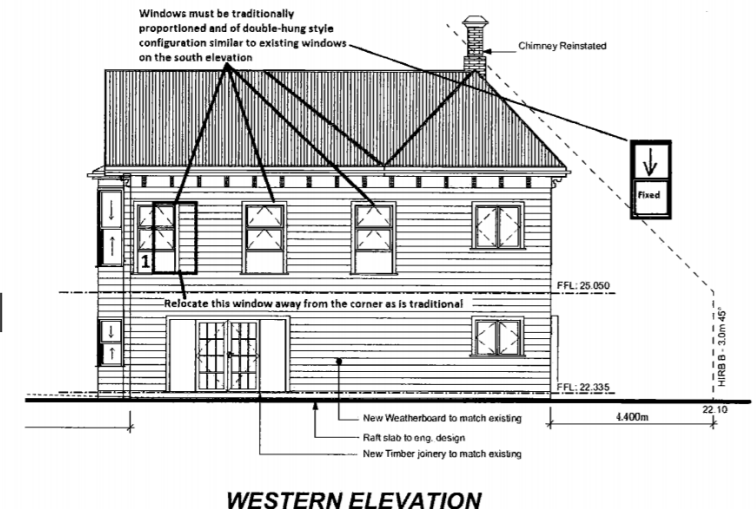 Windows must be traditionally
proportioned and of double-hung style
configuration similar to existing windows
on the south elevation
Chimney Reinstated
Fixed
1
Relocate this window away from the corner as is traditional
FFL: 25.050
HIRB B - 3.0m 45°
FFL: 22.335
22.10
4.400m
New Weatherboard to match existing
Raft slab to eng. design
New Timber joinery to match existing
WESTERN ELEVATION